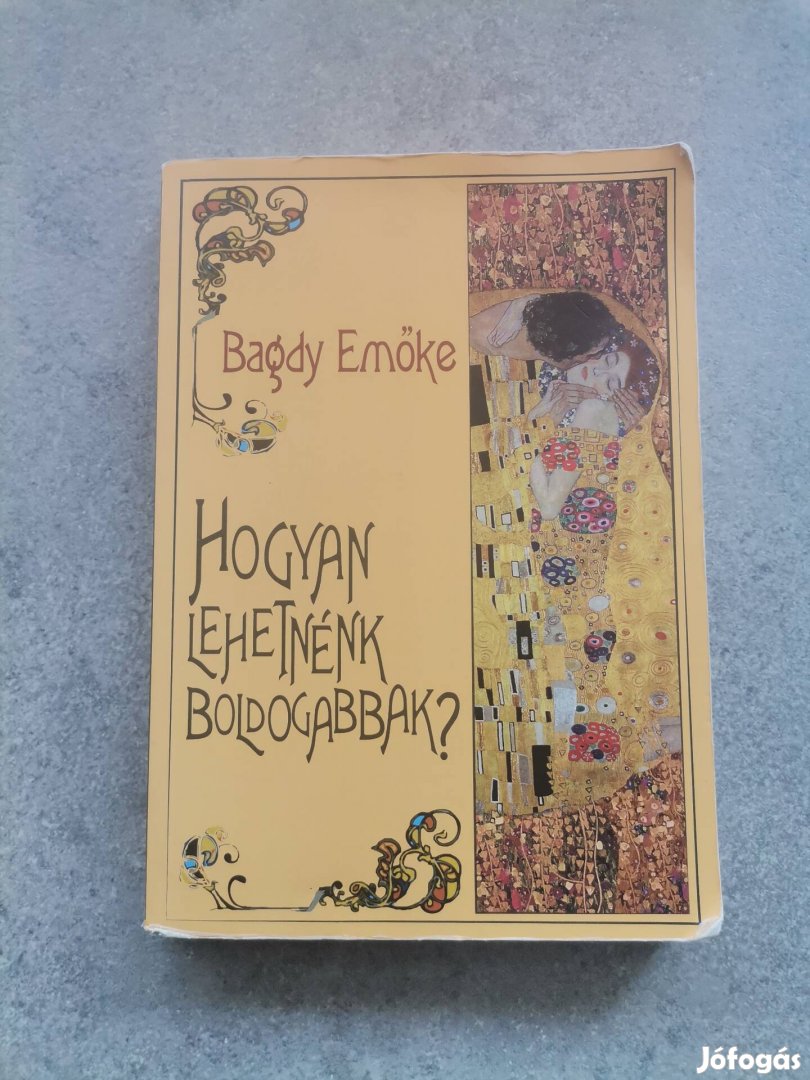 Bagdy Emőke
HOGYAN
LEHETNÉNK
BOLDOGABBAK?
Jófogás